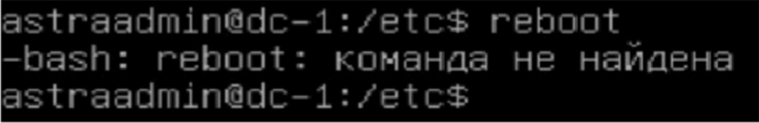 astraadmin@dc-1:/etc$ reboot
-bash: reboot: команда не найдена
astraadmin@dc-1:/etc$